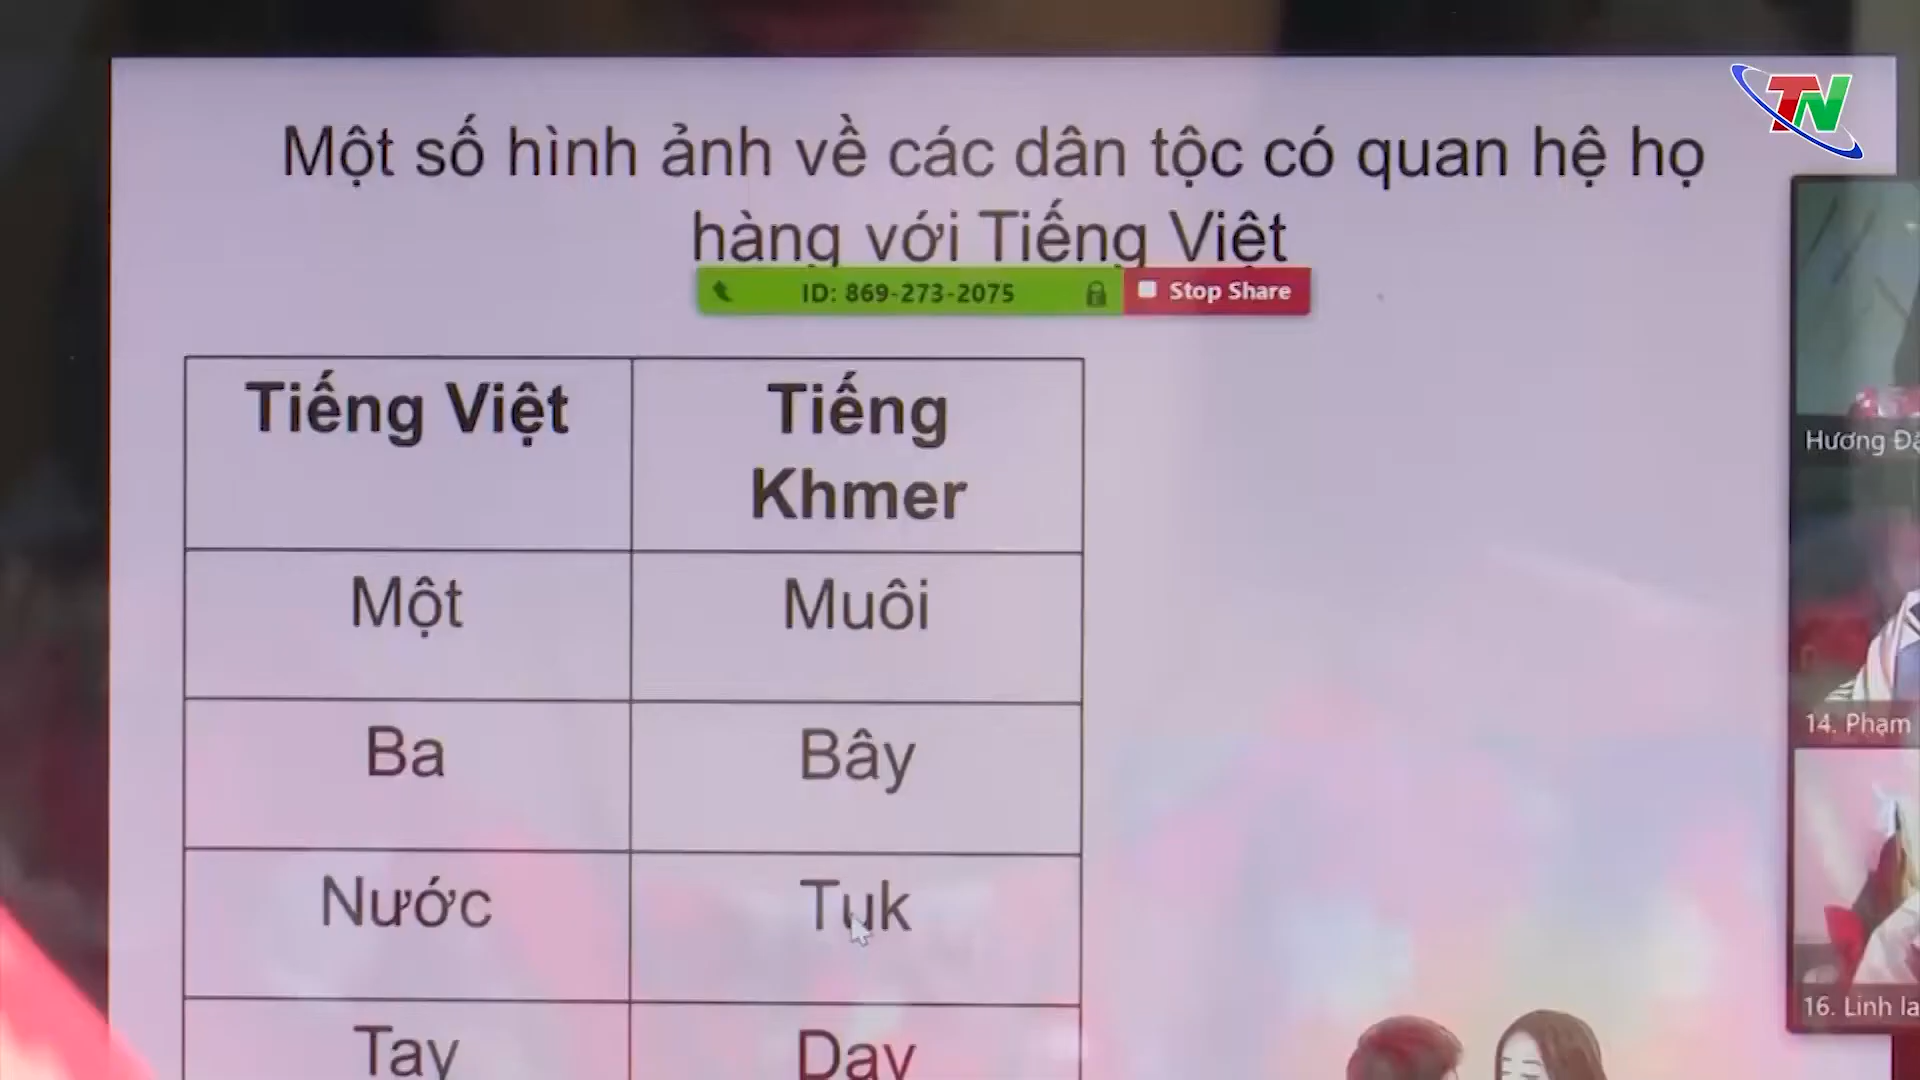 TN
Một số hình ảnh về các dân tộc có quan hệ họ
hàng với Tiếng Việt
ID: 869-273-2075 Stop Share
Tiếng Việt Tiếng Khmer
Một Muôi
Ba Bây
Nước Tuk
Tay Day
Hương
14. Phạm
16. Linh